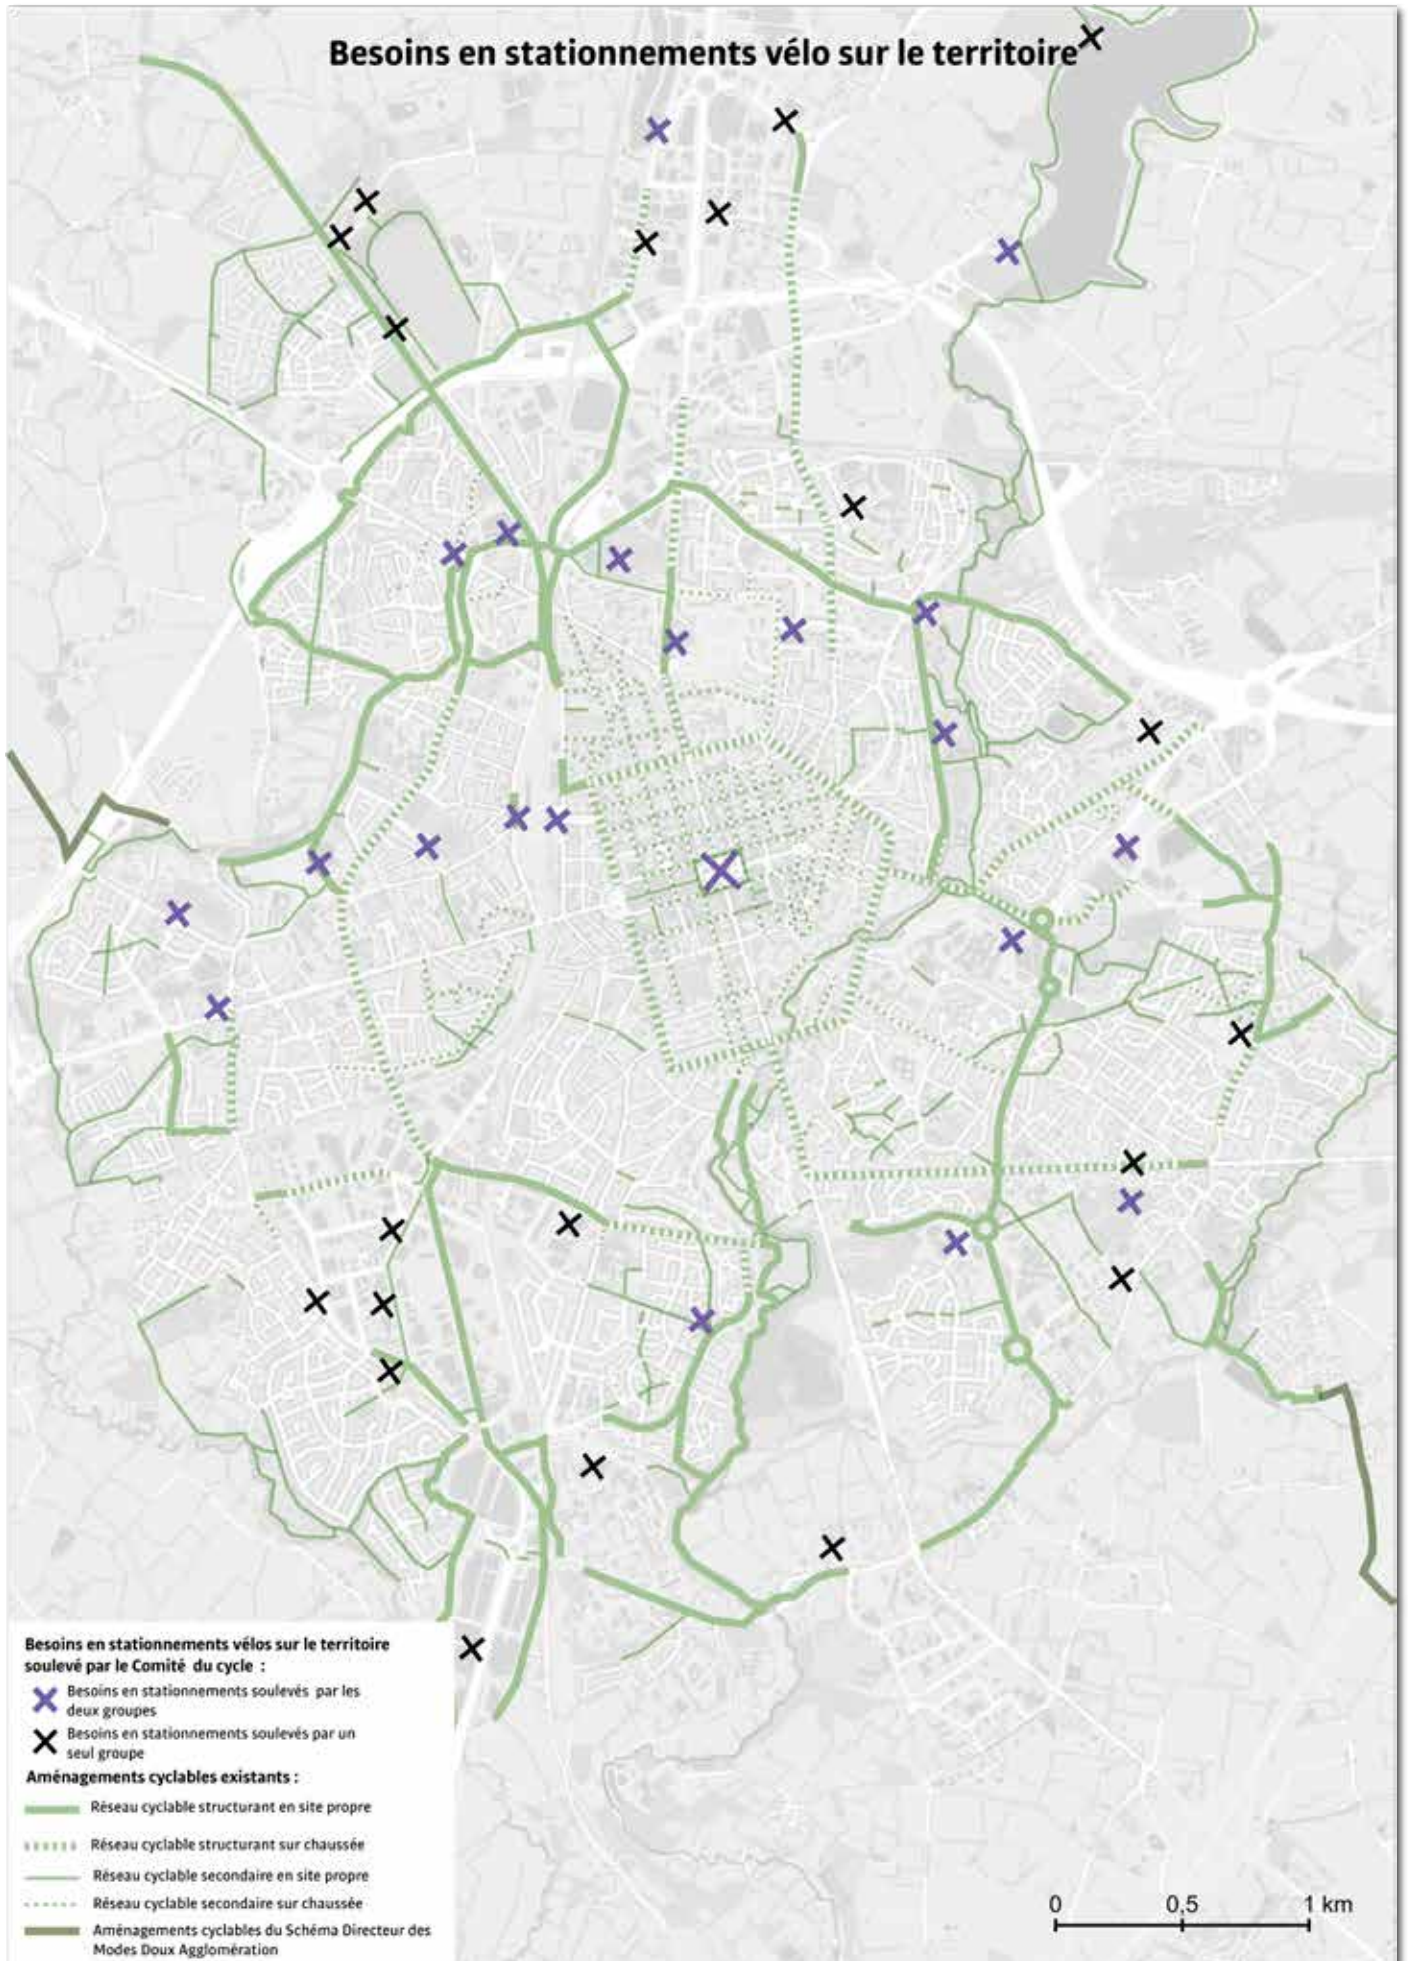 Besoins en stationnements vélo sur le territoire
Besoins en stationnements vélos sur le territoire
soulevé par le Comité du cycle :
Besoins en stationnements soulevés par les
deux groupes
Besoins en stationnements soulevés par un
seul groupe
Aménagements cyclables existants :
Réseau cyclable structurant en site propre
Réseau cyclable structurant sur chaussée
Réseau cyclable secondaire en site propre
Réseau cyclable secondaire sur chaussée
Aménagements cyclables du Schéma Directeur des
Modes Doux Agglomération
0 0,5 1 km